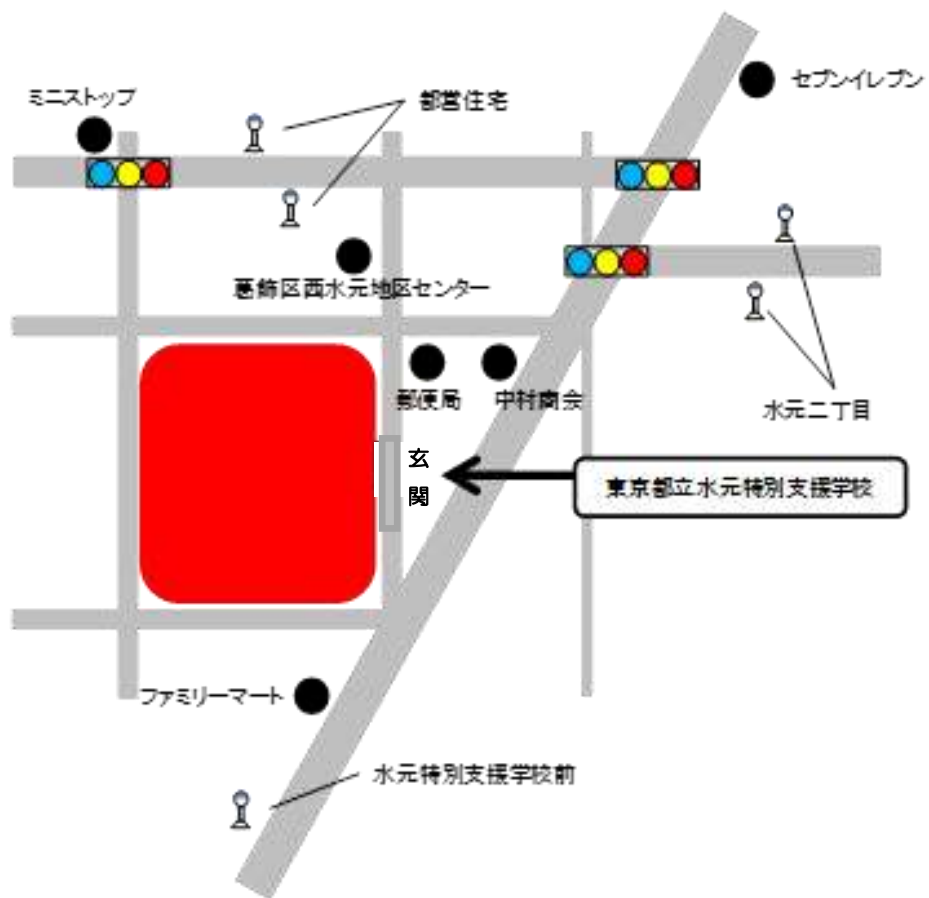 セブンイレブン
ミニストップ
都営住宅
葛飾区西水元地区センター
郵便局
中村商会
水元二丁目
玄
関
東京都立水元特別支援学校
ファミリーマート
水元特別支援学校前